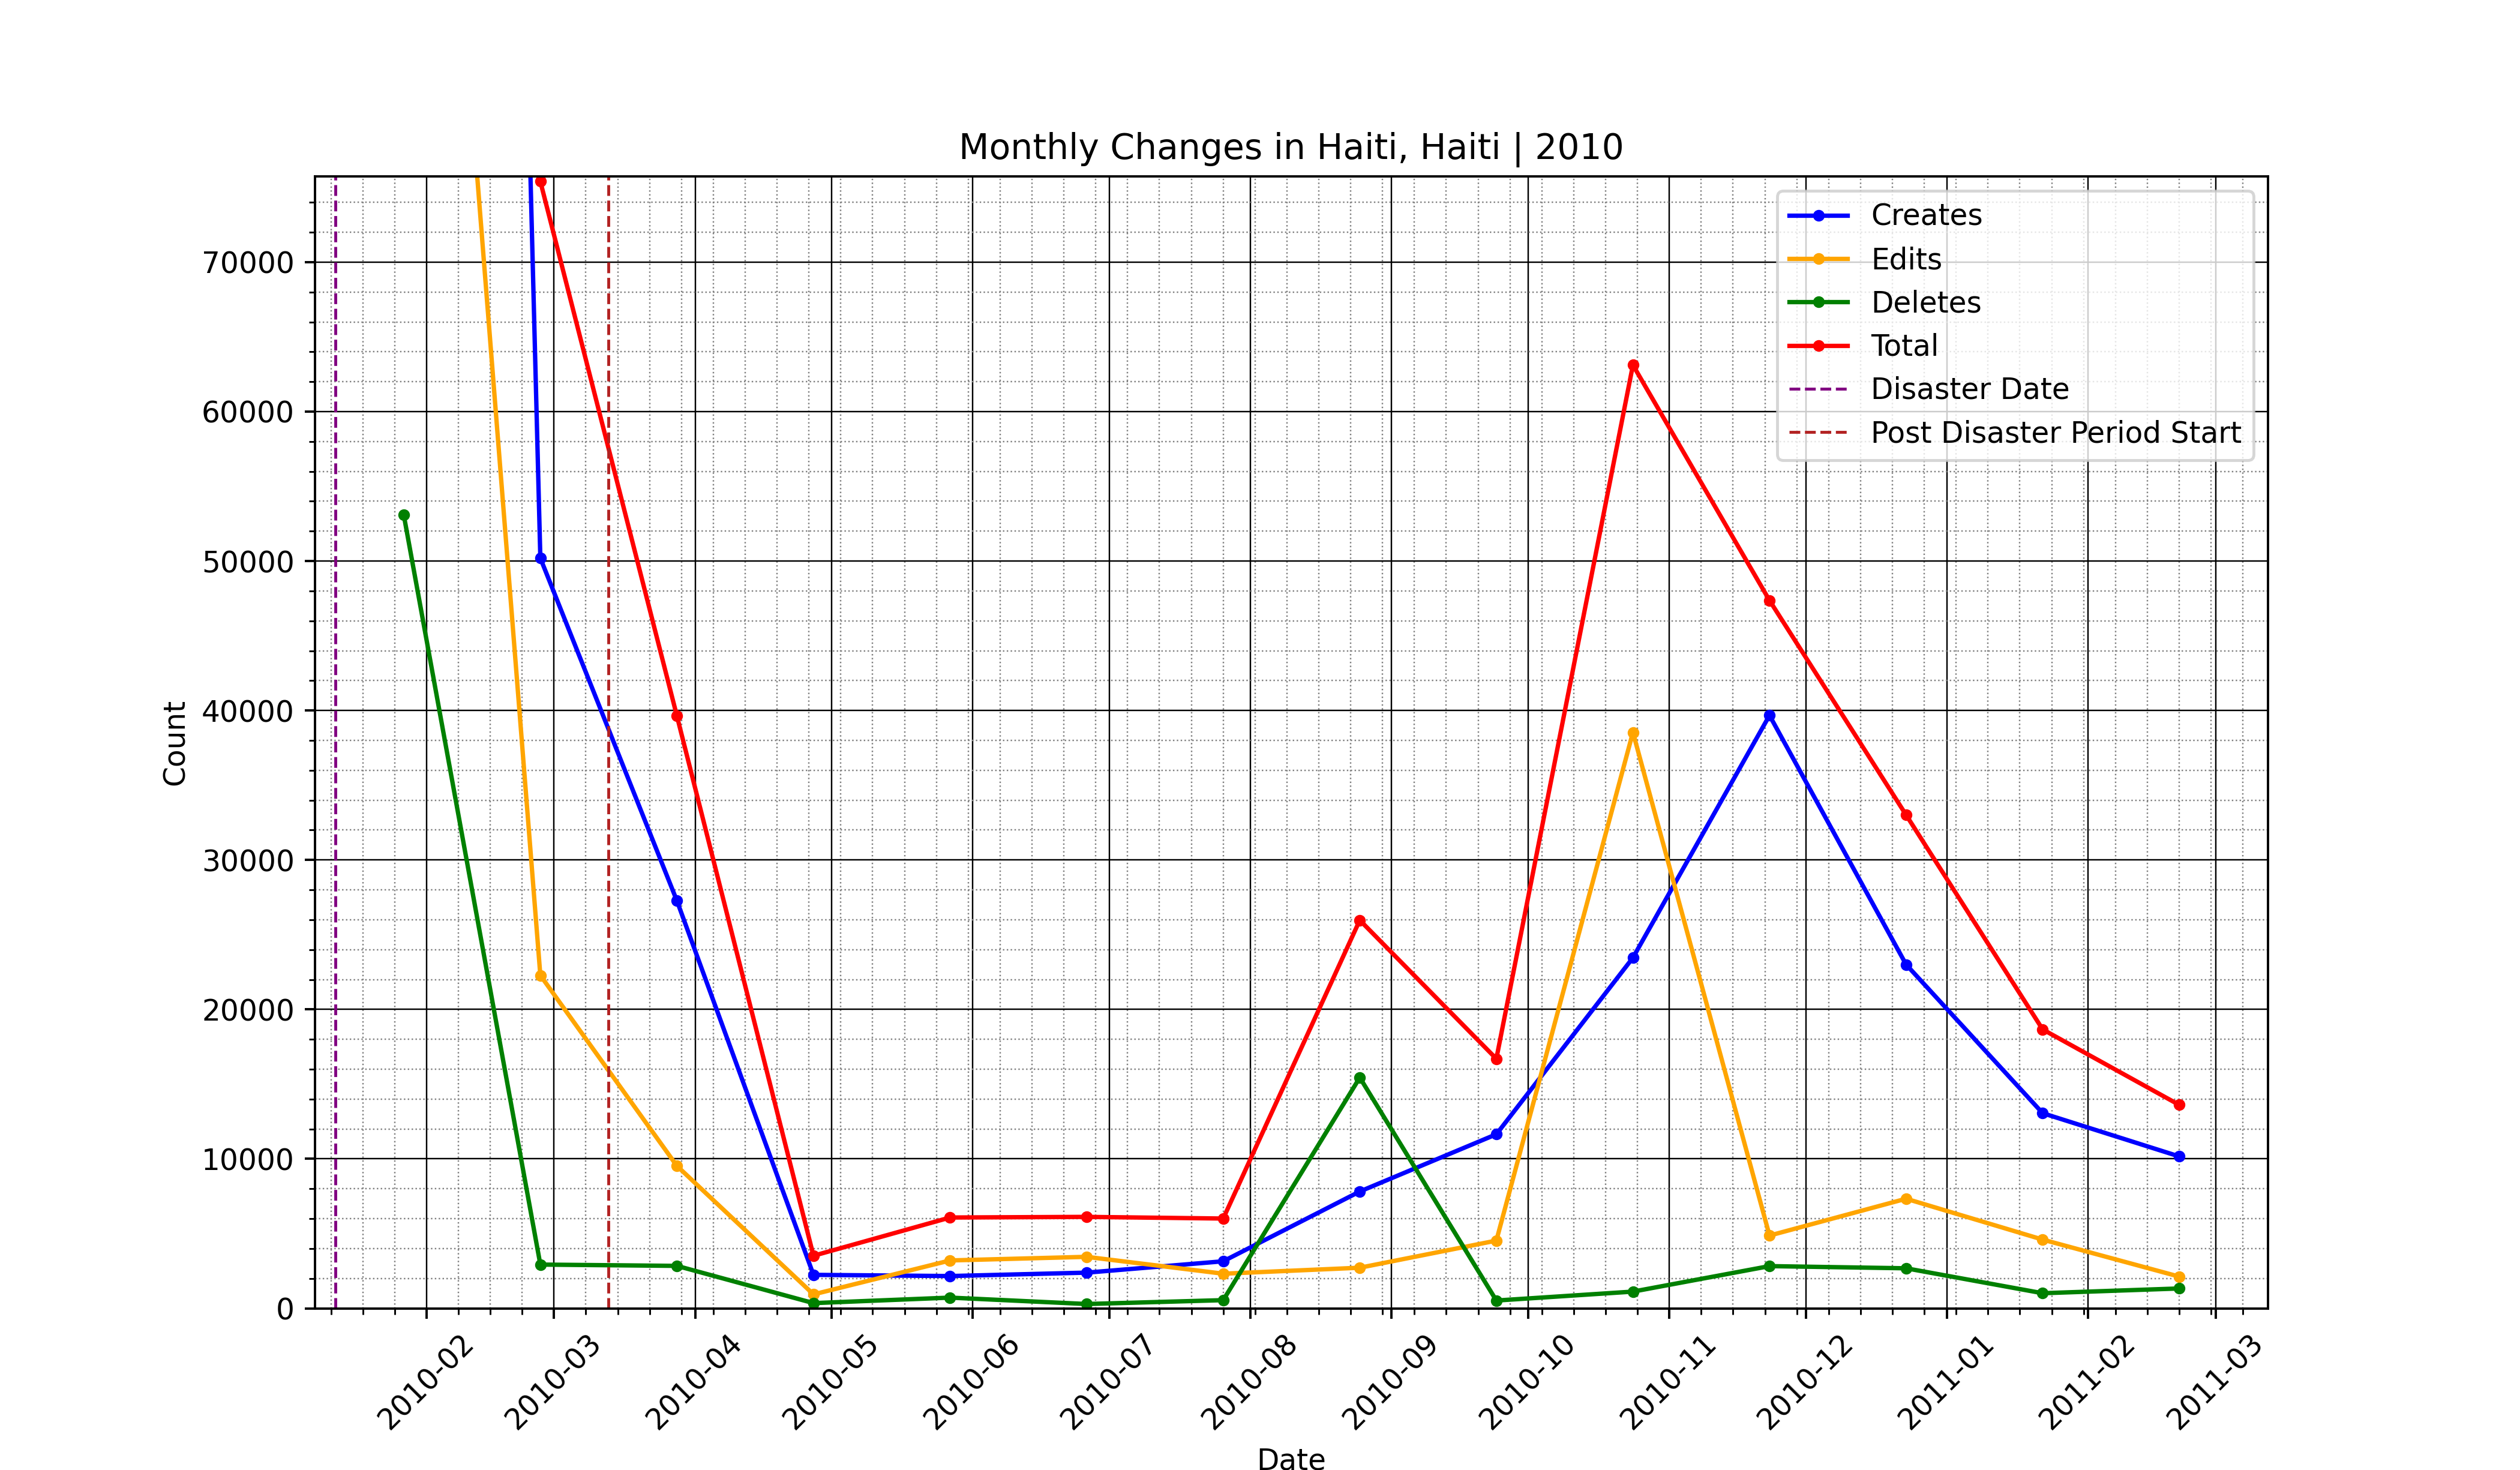 Monthly Changes in Haiti, Haiti | 2010
Creates
Edits
Deletes
Total
Disaster Date
Post Disaster Period Start
Count
70000
60000
50000
40000
30000
20000
10000
0
2010-02
2010-03
2010-04
2010-05
2010-06
2010-07
2010-08
2010-09
2010-10
2010-11
2010-12
2011-01
2011-02
2011-03
Date